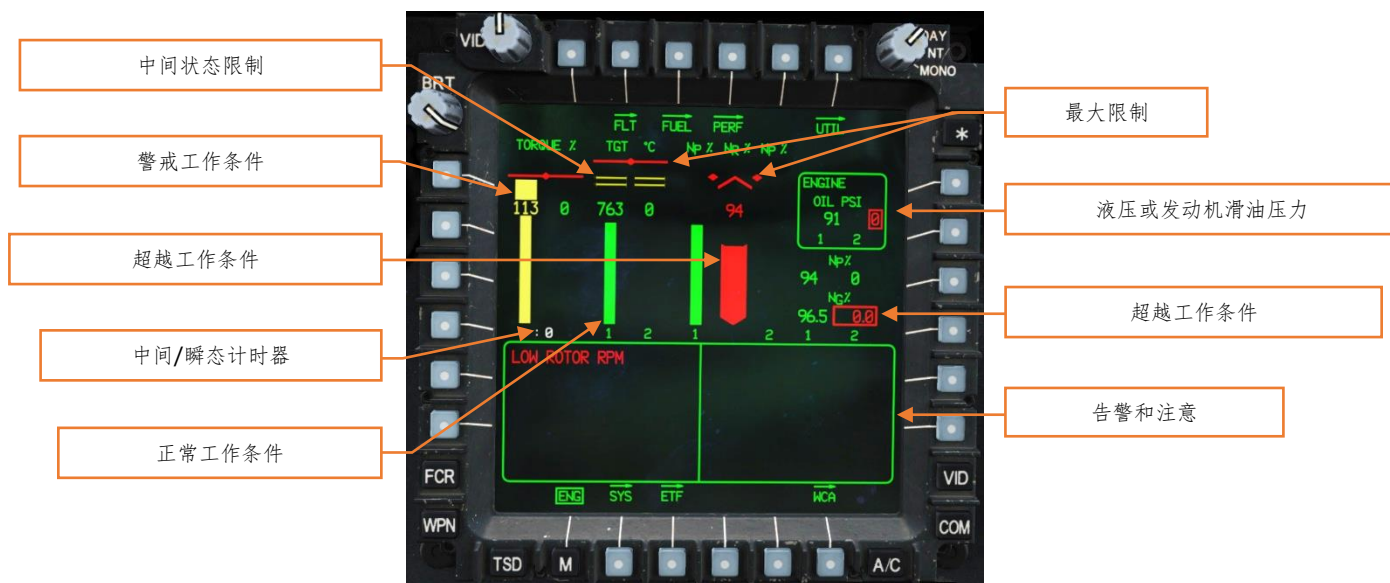 中间状态限制
警戒工作条件
超越工作条件
中间/瞬态计时器
正常工作条件
VID
BRT
DAY
NT
MONO
*
FLT FUEL PERF UTIL
TORQUE % TGT °C NP % NR % NP %
113 0 763 0 94
ENGINE
OIL PSI
91 0
1 2
NP%
94 0
NG%
96.5 0.0
:0 1 2 1 2 1 2
LOW ROTOR RPM
FCR
VID
ENG SYS ETF WCA
WPN
COM
TSD M A/C
最大限制
液压或发动机滑油压力
超越工作条件
告警和注意